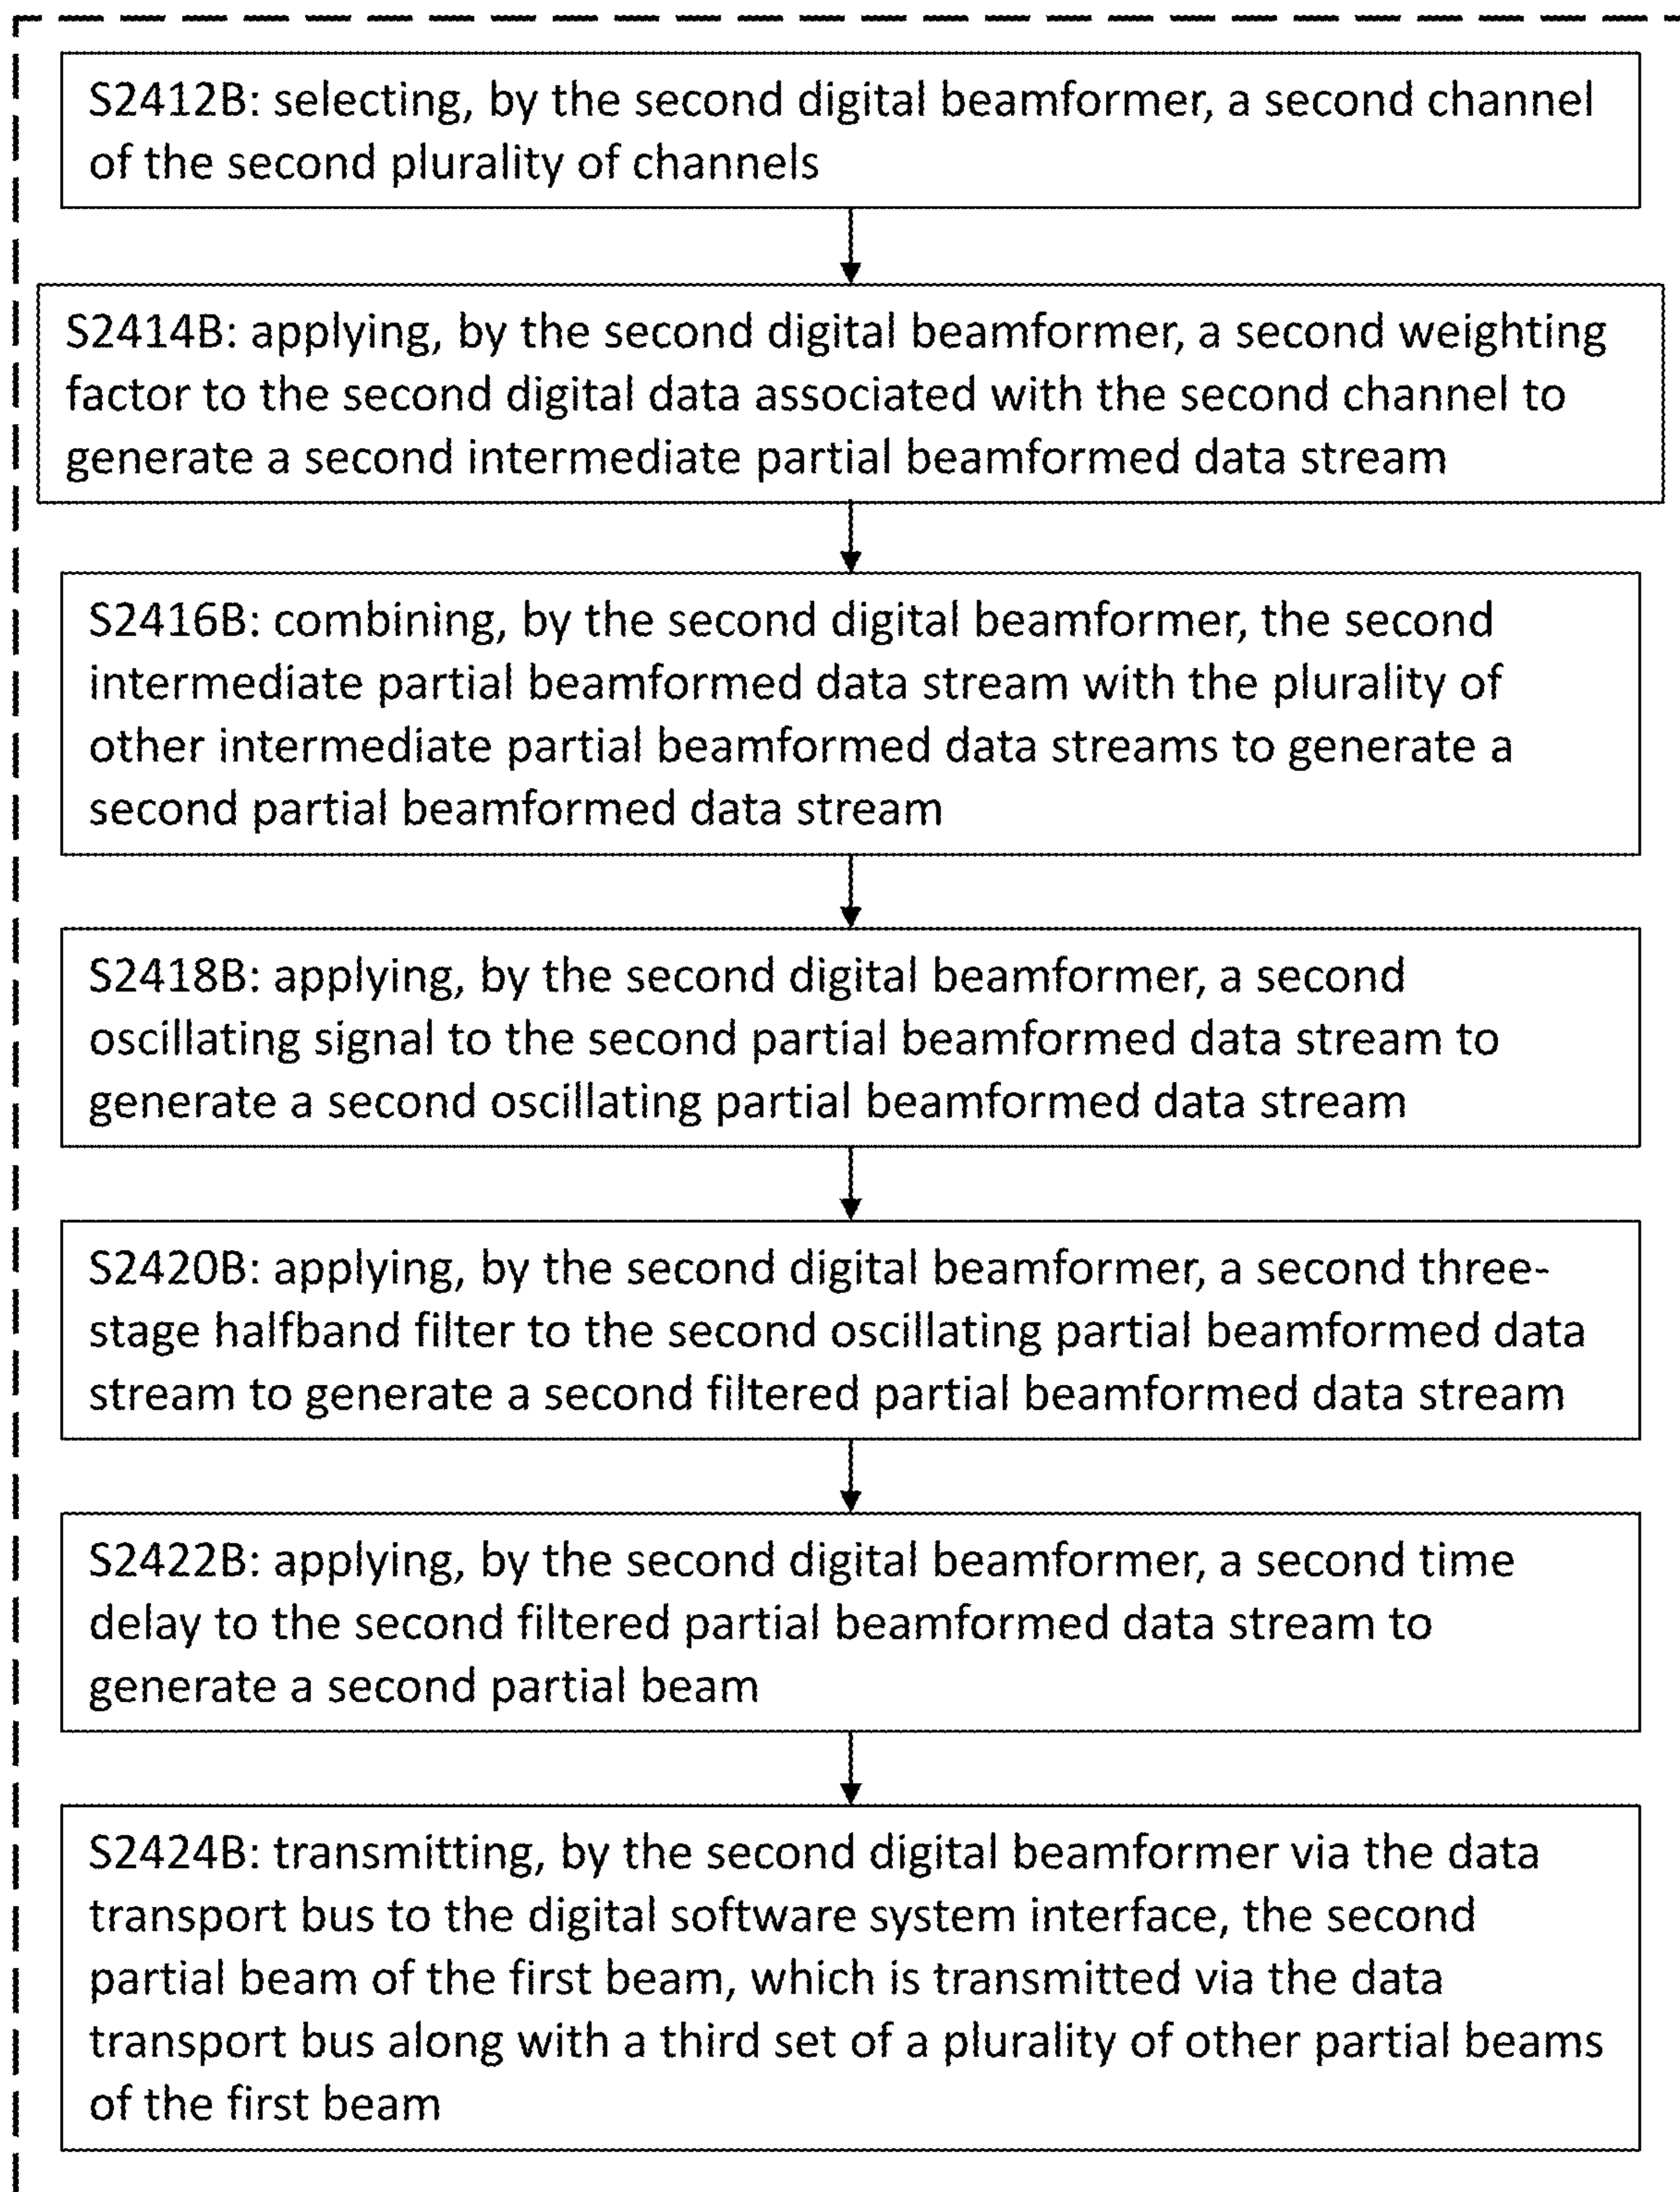 S2412B: selecting, by the second digital beamformer, a second channel
of the second plurality of channels
S2414B: applying, by the second digital beamformer, a second weighting
factor to the second digital data associated with the second channel to
generate a second intermediate partial beamformed data stream
S2416B: combining, by the second digital beamformer, the second
intermediate partial beamformed data stream with the plurality of
other intermediate partial beamformed data streams to generate a
second partial beamformed data stream
S2418B: applying, by the second digital beamformer, a second
oscillating signal to the second partial beamformed data stream to
generate a second oscillating partial beamformed data stream
S2420B: applying, by the second digital beamformer, a second three-
stage halfband filter to the second oscillating partial beamformed data
stream to generate a second filtered partial beamformed data stream
S2422B: applying, by the second digital beamformer, a second time
delay to the second filtered partial beamformed data stream to
generate a second partial beam
S2424B: transmitting, by the second digital beamformer via the data
transport bus to the digital software system interface, the second
partial beam of the first beam, which is transmitted via the data
transport bus along with a third set of a plurality of other partial beams
of the first beam